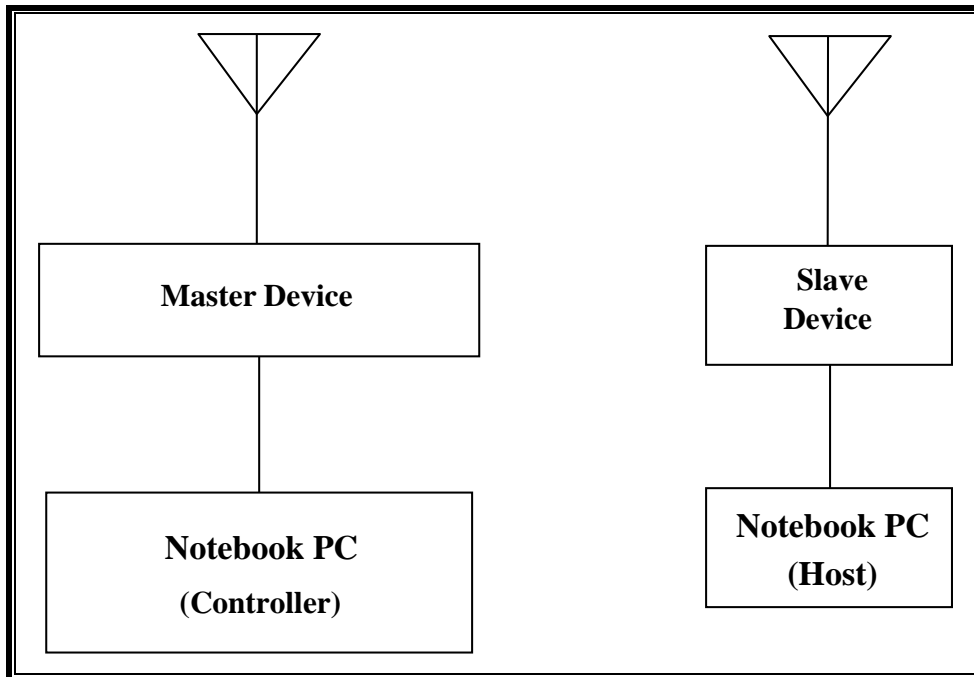 Master Device
Slave
Device
Notebook PC
(Controller)
Notebook PC
(Host)